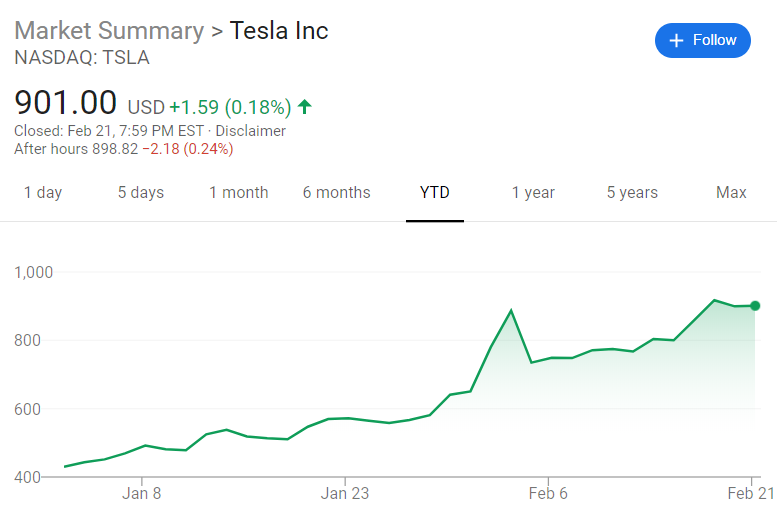 Market Summary > Tesla Inc
NASDAQ: TSLA
+ Follow
901.00 USD +1.59 (0.18%) ↑
Closed: Feb 21, 7:59 PM EST · Disclaimer
After hours 898.82 −2.18 (0.24%)
1 day 5 days 1 month 6 months YTD 1 year 5 years Max
1,000
800
600
400
Jan 8 Jan 23 Feb 6 Feb 21